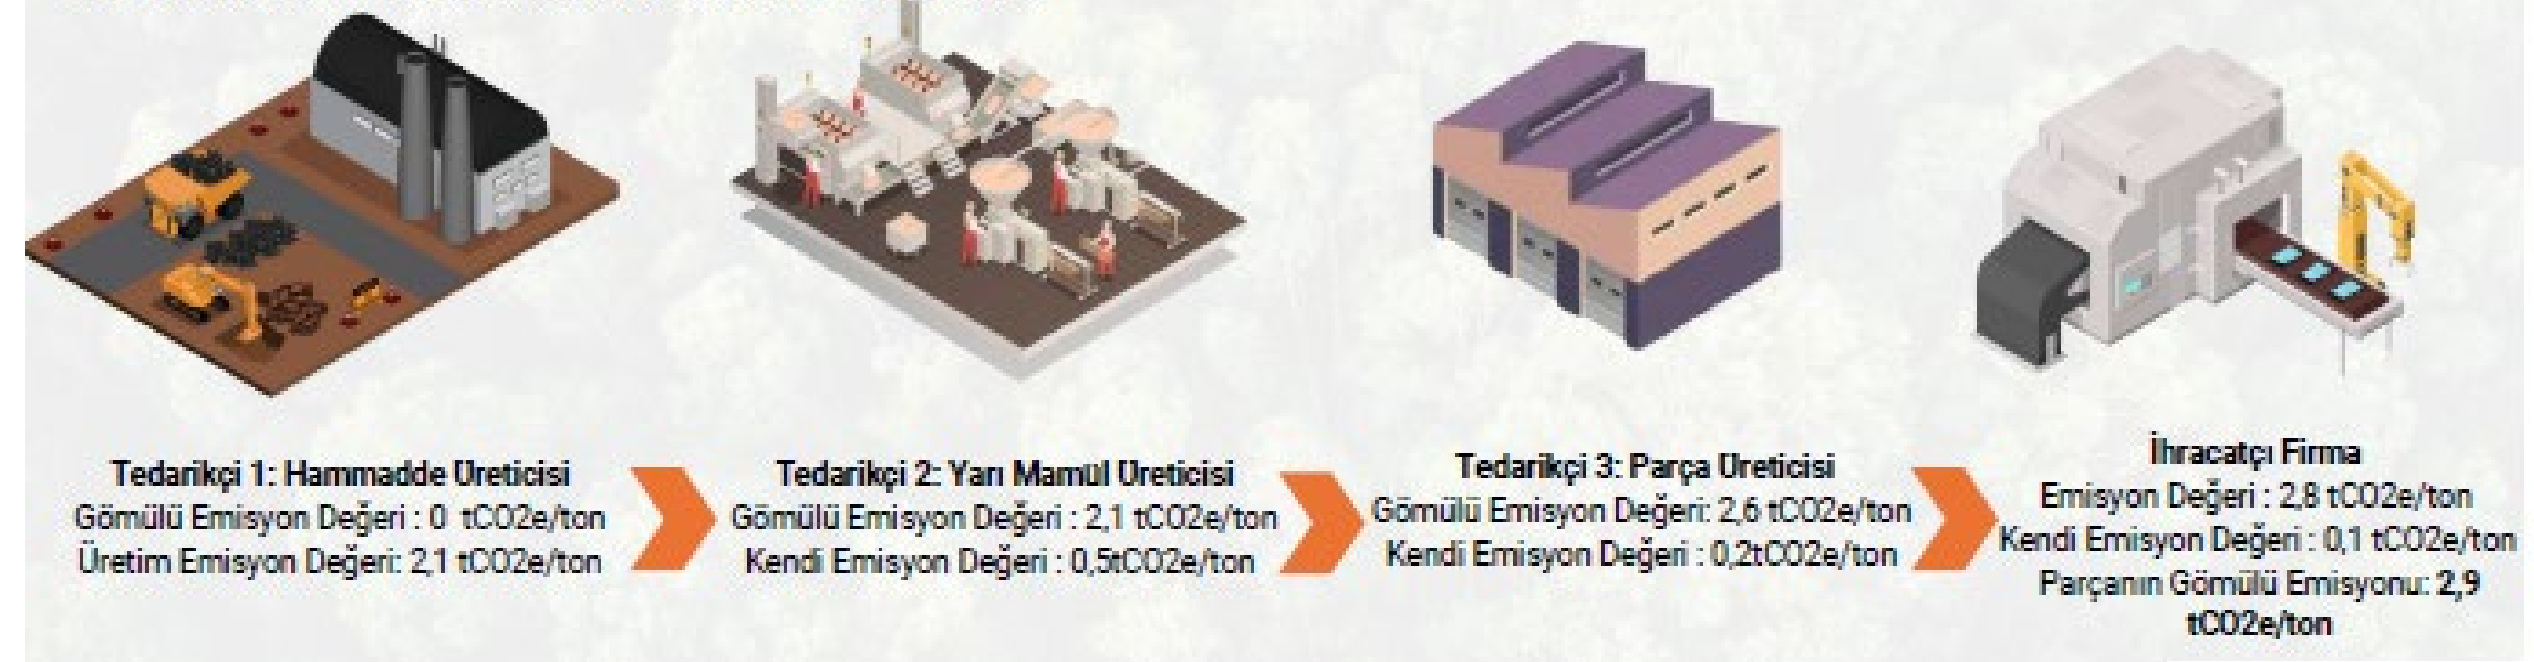 Tedarikçi 1: Hammadde Üreticisi
Gömülü Emisyon Değeri : 0 tCO2e/ton
Üretim Emisyon Değeri: 2,1 tCO2e/ton
Tedarikçi 2: Yarı Mamül Üreticisi
Gömülü Emisyon Değeri : 2,1 tCO2e/ton
Kendi Emisyon Değeri : 0,5tCO2e/ton
Tedarikçi 3: Parça Üreticisi
Gömülü Emisyon Değeri: 2,6 tCO2e/ton
Kendi Emisyon Değeri : 0,2tCO2e/ton
İhracatçı Firma
Emisyon Değeri : 2,8 tCO2e/ton
Kendi Emisyon Değeri : 0,1 tCO2e/ton
Parçanın Gömülü Emisyonu: 2,9
tCO2e/ton